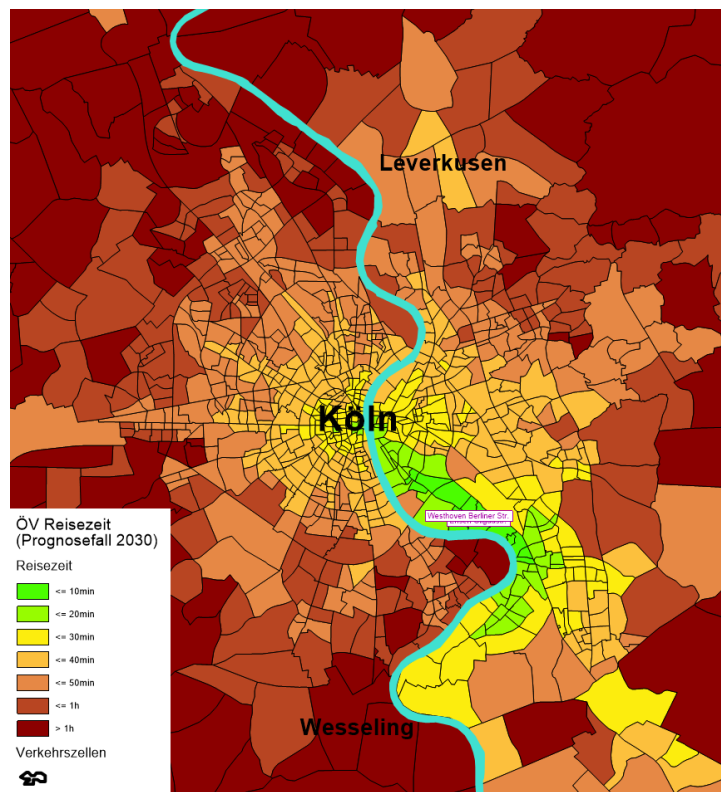 Leverkusen
Köln
Westhoven Berliner Str.
ÖV Reisezeit
(Prognosefall 2030)
Reisezeit
<= 10min
<= 20min
<= 30min
<= 40min
<= 50min
<= 1h
> 1h
Verkehrszellen
Wesseling